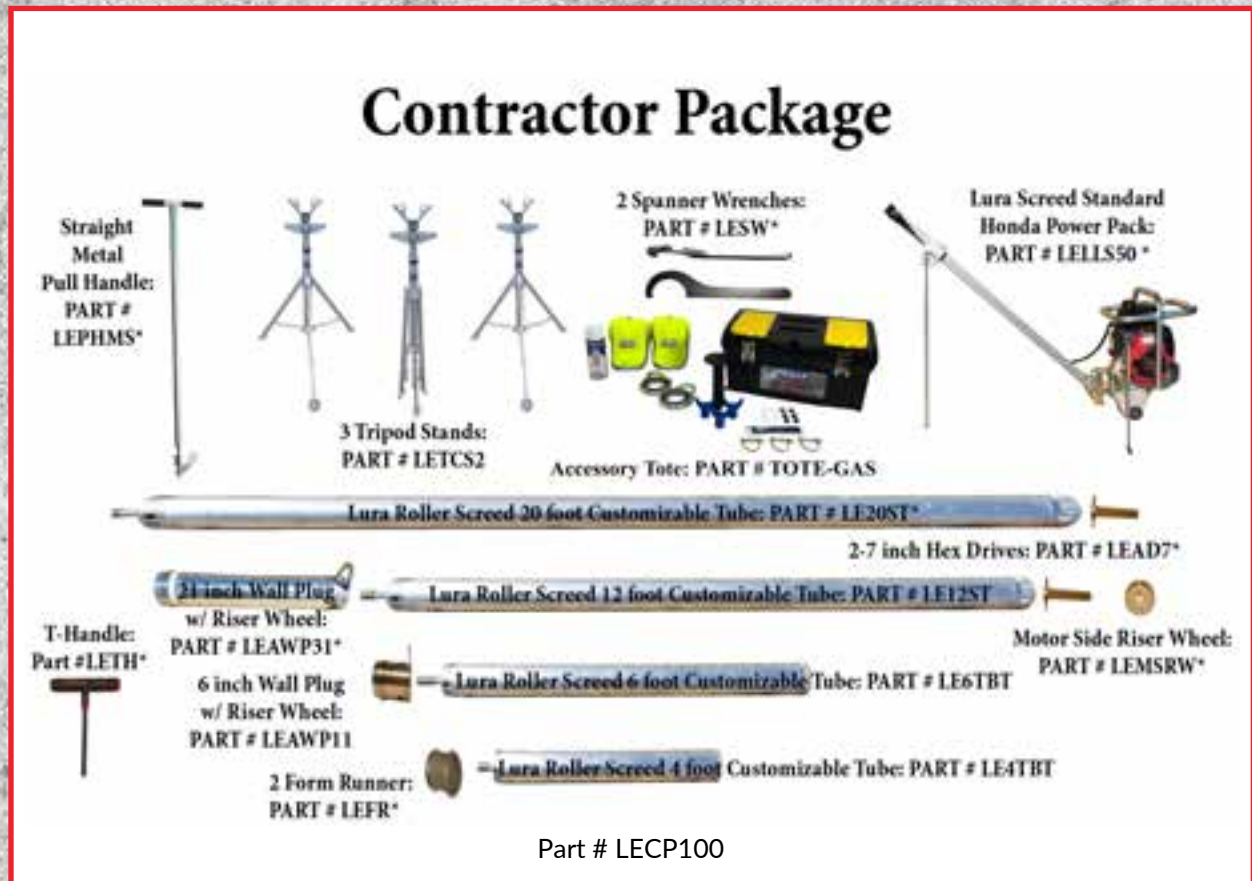 Contractor Package
Straight
Metal
Pull Handle:
PART #
LEPHMS*
3 Tripod Stands:
PART # LETCS2
2 Spanner Wrenches:
PART # LESW*
Lura Screed Standard
Honda Power Pack:
PART # LELLS50 *
Accessory Tote: PART # TOTE-GAS
Lura Roller Screed 20 foot Customizable Tube: PART # LE20ST*
2-7 inch Hex Drives: PART # LEAD7*
21 inch Wall Plug
w/ Riser Wheel:
PART # LEAWP31*
Lura Roller Screed 12 foot Customizable Tube: PART # LE12ST
Motor Side Riser Wheel:
PART # LEMSRW*
T-Handle:
Part #LETH*
6 inch Wall Plug
w/ Riser Wheel:
PART # LEAWP11
Lura Roller Screed 6 foot Customizable Tube: PART # LE6TBT
2 Form Runner:
PART # LEFR*
Lura Roller Screed 4 foot Customizable Tube: PART # LE4TBT
Part # LECP100